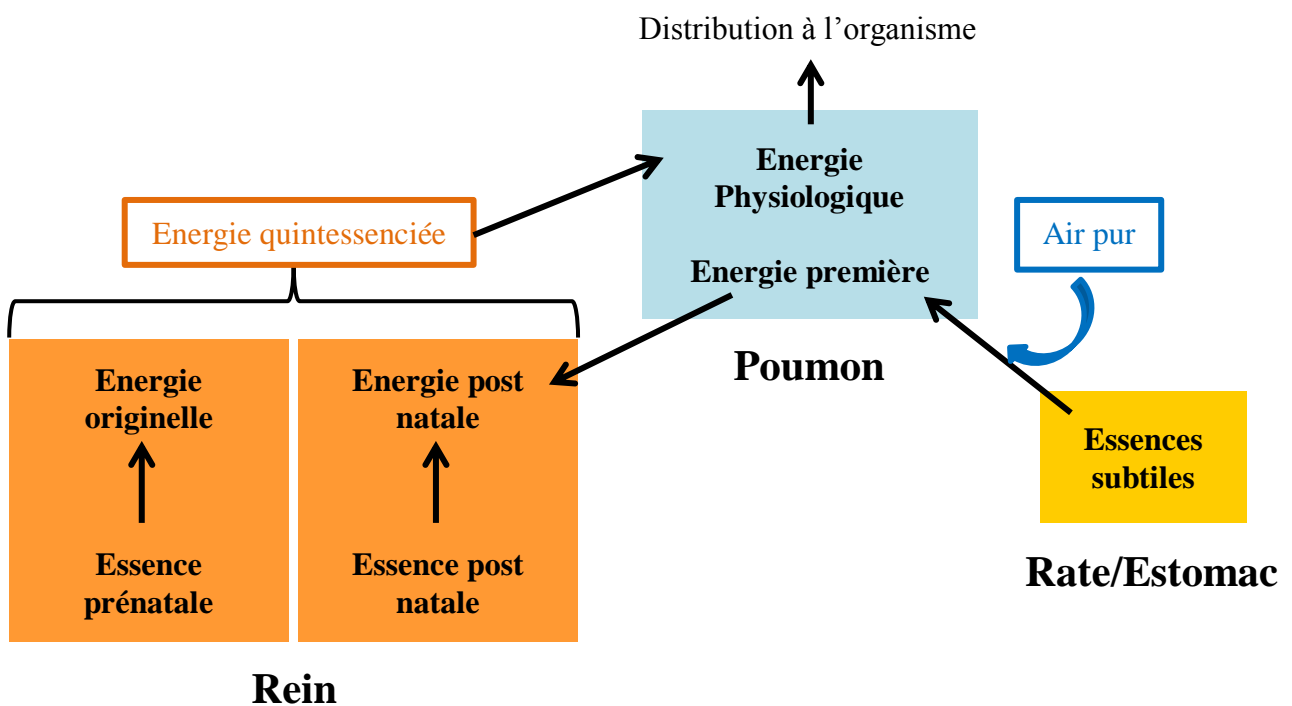 Distribution à l’organisme
Energie
Physiologique
Energie quintessenciée
Air pur
Energie première
Poumon
Energie
originelle
Energie post
natale
Essences
subtiles
Essence
prénatale
Essence post
natale
Rate/Estomac
Rein